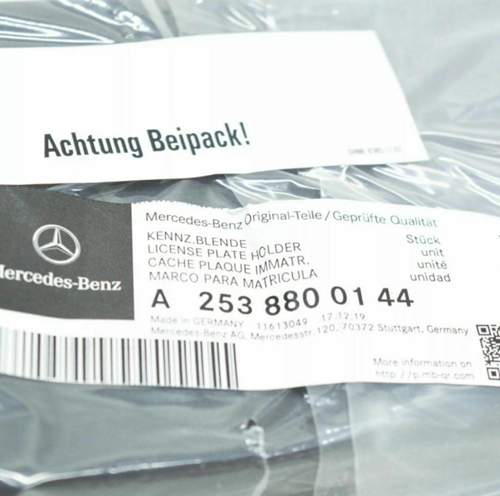 Achtung Beipack!
Mercedes-Benz
Mercedes-Benz Original-Teile / Geprüfte Qualität
KENNZ.BLENDE Stück
LICENSE PLATE HOLDER unit
CACHE PLAQUE IMMATR. unité
MARCO PARA MATRICULA unidad
A 253 880 01 44
Made in GERMANY 11613049 17.12.19
Mercedes-Benz AG, Mercedesstr.120, 70372 Stuttgart, Germany
More information on
http://p.mb-qr.com